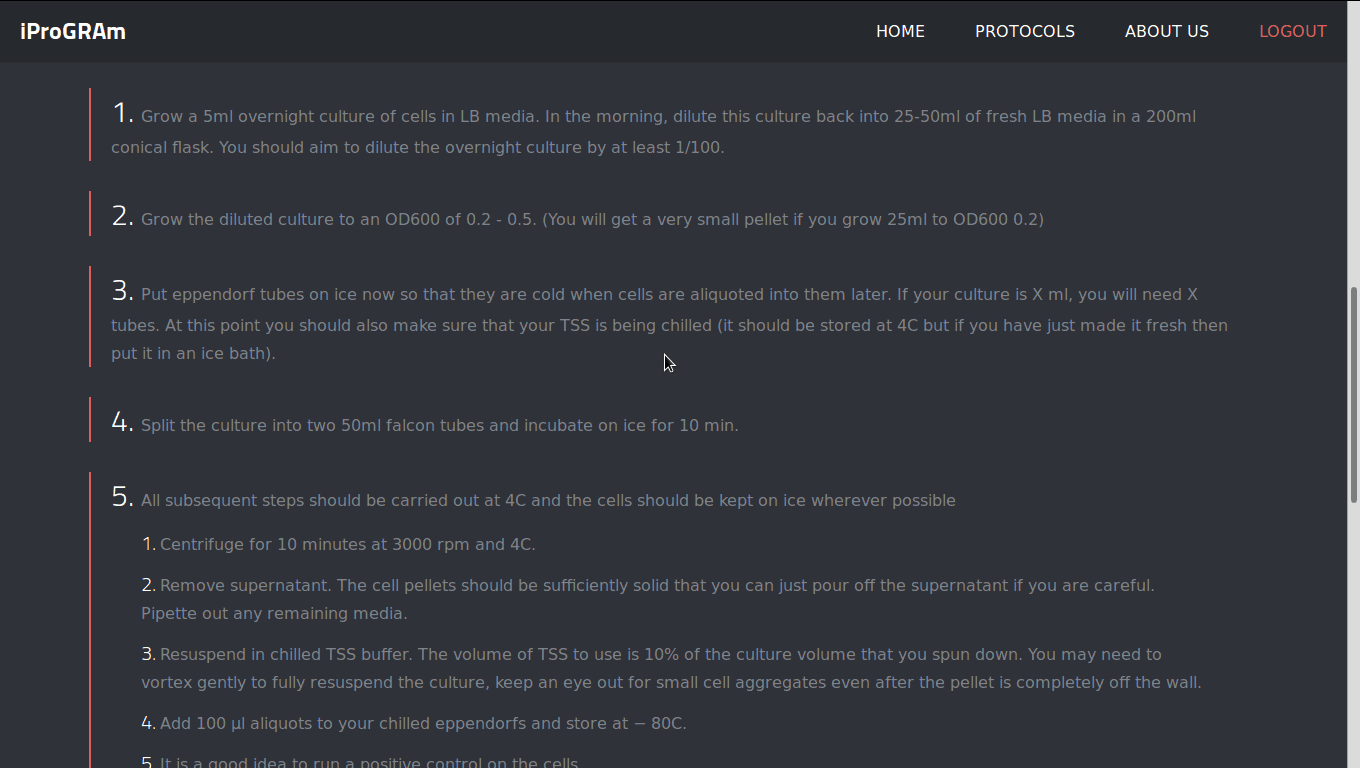 iProGRAm HOME PROTOCOLS ABOUT US LOGOUT
1. Grow a 5ml overnight culture of cells in LB media. In the morning, dilute this culture back into 25-50ml of fresh LB media in a 200ml
conical flask. You should aim to dilute the overnight culture by at least 1/100.
2. Grow the diluted culture to an OD600 of 0.2 - 0.5. (You will get a very small pellet if you grow 25ml to OD600 0.2)
3. Put eppendorf tubes on ice now so that they are cold when cells are aliquoted into them later. If your culture is X ml, you will need X
tubes. At this point you should also make sure that your TSS is being chilled (it should be stored at 4C but if you have just made it fresh then
put it in an ice bath).
4. Split the culture into two 50ml falcon tubes and incubate on ice for 10 min.
5. All subsequent steps should be carried out at 4C and the cells should be kept on ice wherever possible
1. Centrifuge for 10 minutes at 3000 rpm and 4C.
2. Remove supernatant. The cell pellets should be sufficiently solid that you can just pour off the supernatant if you are careful.
Pipette out any remaining media.
3. Resuspend in chilled TSS buffer. The volume of TSS to use is 10% of the culture volume that you spun down. You may need to
vortex gently to fully resuspend the culture, keep an eye out for small cell aggregates even after the pellet is completely off the wall.
4. Add 100 µl aliquots to your chilled eppendorfs and store at − 80C.
5. It is a good idea to run a positive control on the cells.